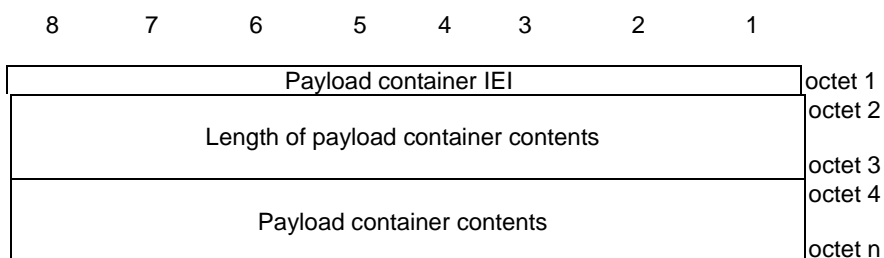 8 7 6 5 4 3 2 1
Payload container IEI octet 1
octet 2
Length of payload container contents
octet 3
octet 4
Payload container contents
octet n